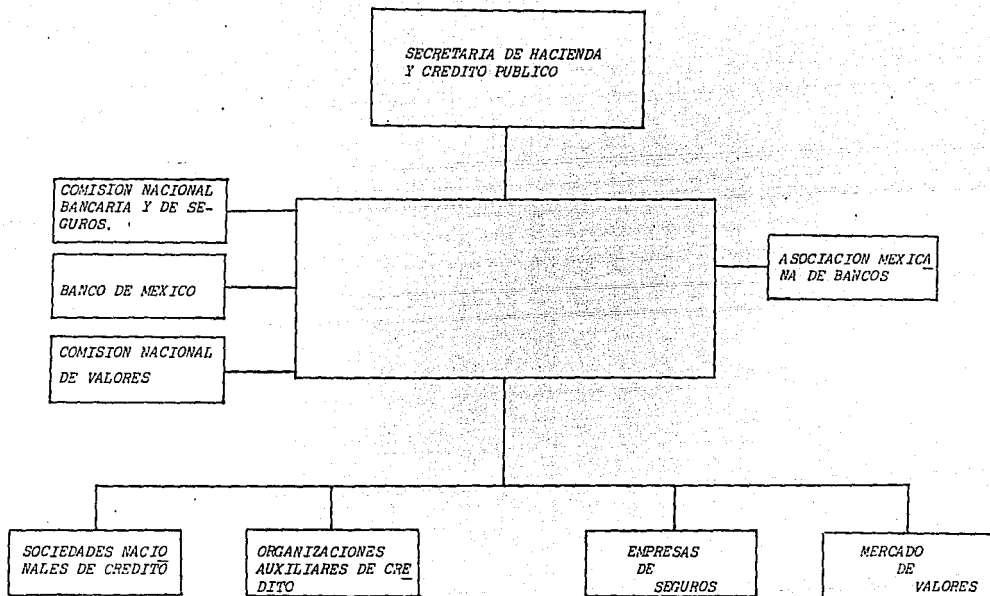 SECRETARIA DE HACIENDA
Y CREDITO PUBLICO
COMISION NACIONAL
BANCARIA Y DE SE-
GUROS.
BANCO DE MEXICO
COMISION NACIONAL
DE VALORES
ASOCIACION MEXICA
NA DE BANCOS
SOCIEDADES NACIO
NALES DE CREDITO
ORGANIZACIONES
AUXILIARES DE CRE
DITO
EMPRESAS
DE
SEGUROS
MERCADO
DE
VALORES